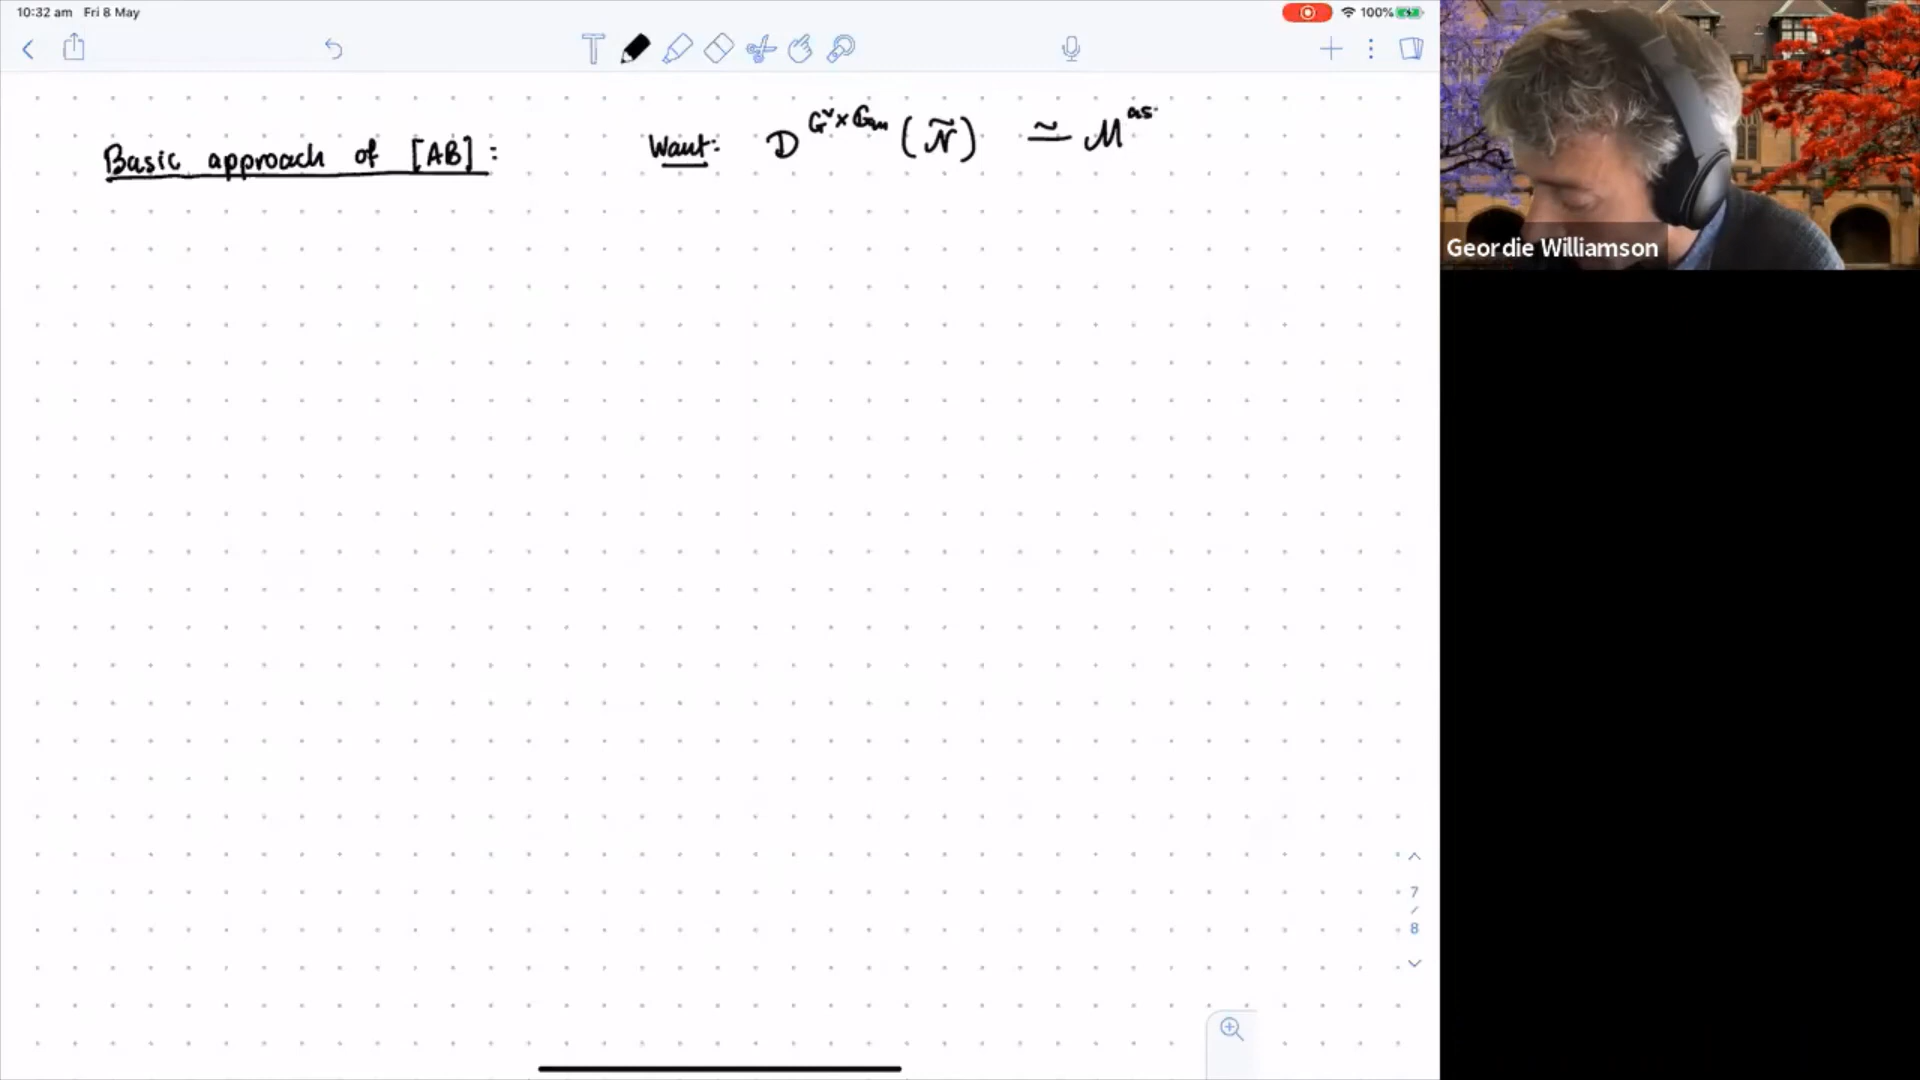 10:32 am Fri 8 May
100%
Basic approach of [AB]: Want: D^{G^∨ × 𝔾_m} (Ñ) ≃ M^{as.}
Geordie Williamson
7
/
8